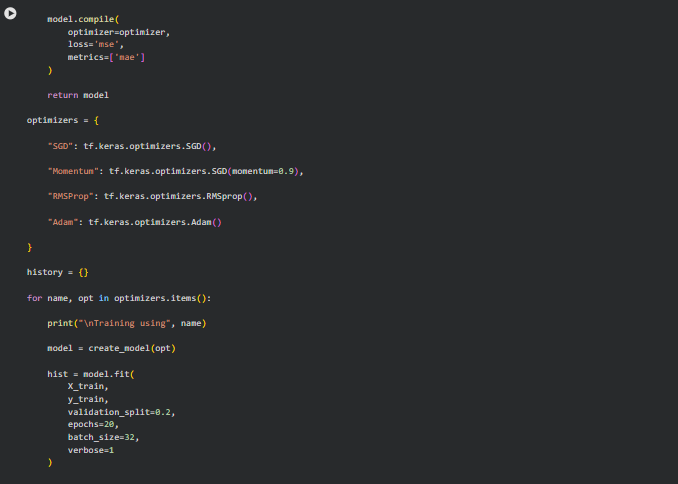 model.compile(
        optimizer=optimizer,
        loss='mse',
        metrics=['mae']
    )
    return model
optimizers = {
    "SGD": tf.keras.optimizers.SGD(),
    "Momentum": tf.keras.optimizers.SGD(momentum=0.9),
    "RMSProp": tf.keras.optimizers.RMSprop(),
    "Adam": tf.keras.optimizers.Adam()
}
history = {}
for name, opt in optimizers.items():
    print("\nTraining using", name)
    model = create_model(opt)
    hist = model.fit(
        X_train,
        y_train,
        validation_split=0.2,
        epochs=20,
        batch_size=32,
        verbose=1
    )